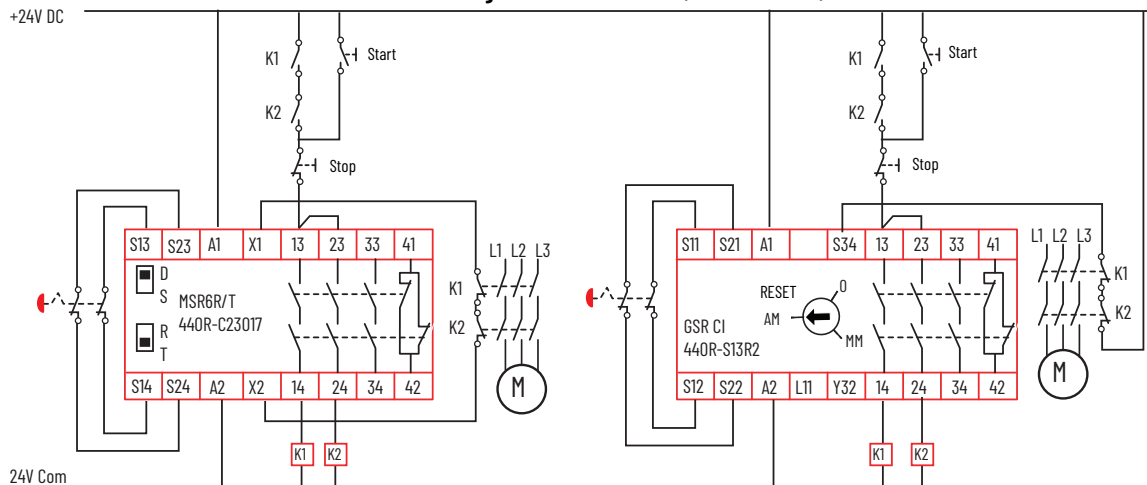 +24V DC
K1
Start
K2
Stop
S13 S23 A1 X1 13 23 33 41
D
S
MSR6R/T
440R-C23017
R
T
S14 S24 A2 X2 14 24 34 42
L1 L2 L3
K1
K2
M
K1 K2
24V Com
K1
Start
K2
Stop
S11 S21 A1 S34 13 23 33 41
RESET
0
AM
MM
GSR CI
440R-S13R2
S12 S22 A2 L11 Y32 14 24 34 42
L1 L2 L3
K1
K2
M
K1 K2